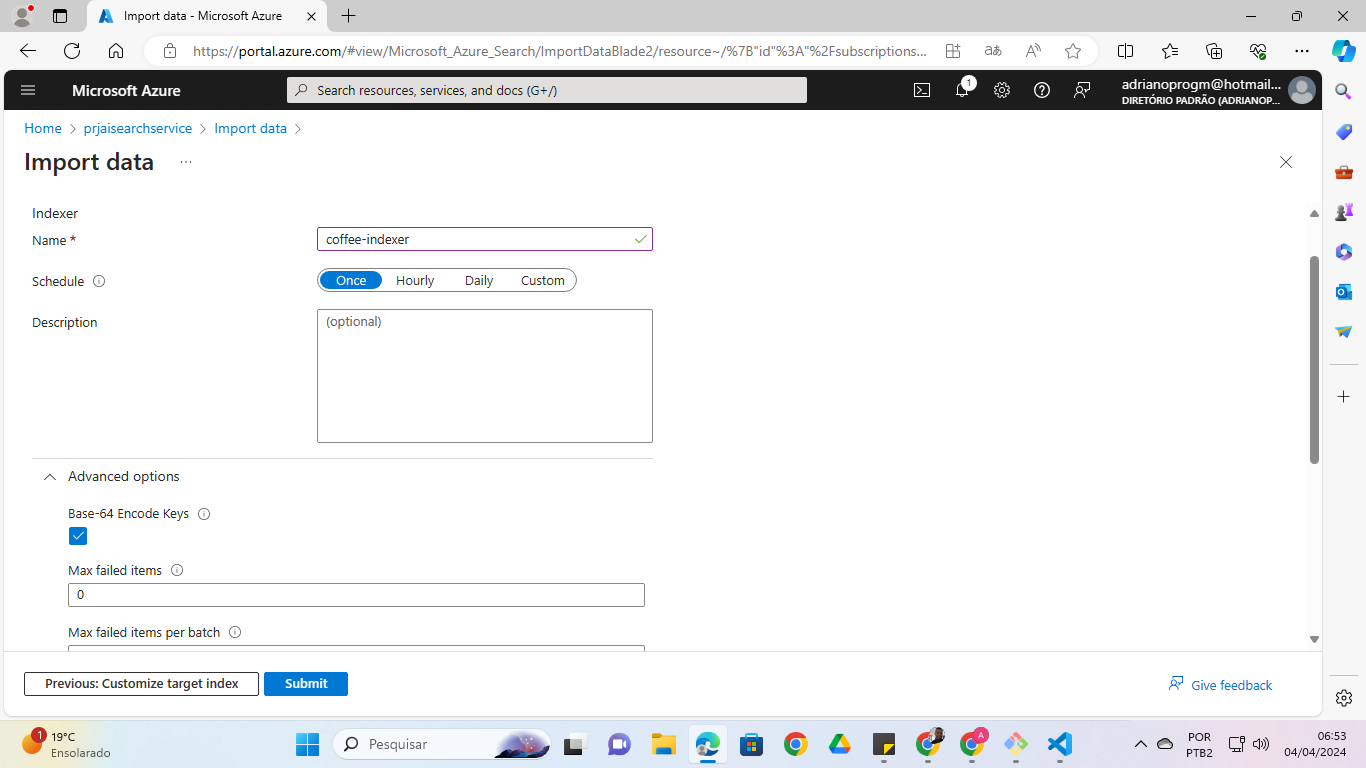 Import data - Microsoft Azure
https://portal.azure.com/#view/Microsoft_Azure_Search/ImportDataBlade2/resource~/%7B"id"%3A"%2Fsubscriptions...
Microsoft Azure
Search resources, services, and docs (G+/)
1
adrianoprogm@hotmail...
DIRETÓRIO PADRÃO (ADRIANOP...
Home > prjaisearchservice > Import data >
Import data ...
Indexer
Name *
coffee-indexer
Schedule
Once Hourly Daily Custom
Description
(optional)
Advanced options
Base-64 Encode Keys
Max failed items
0
Max failed items per batch
Previous: Customize target index
Submit
Give feedback
1
19°C
Ensolarado
Pesquisar
A
POR
PTB2
06:53
04/04/2024